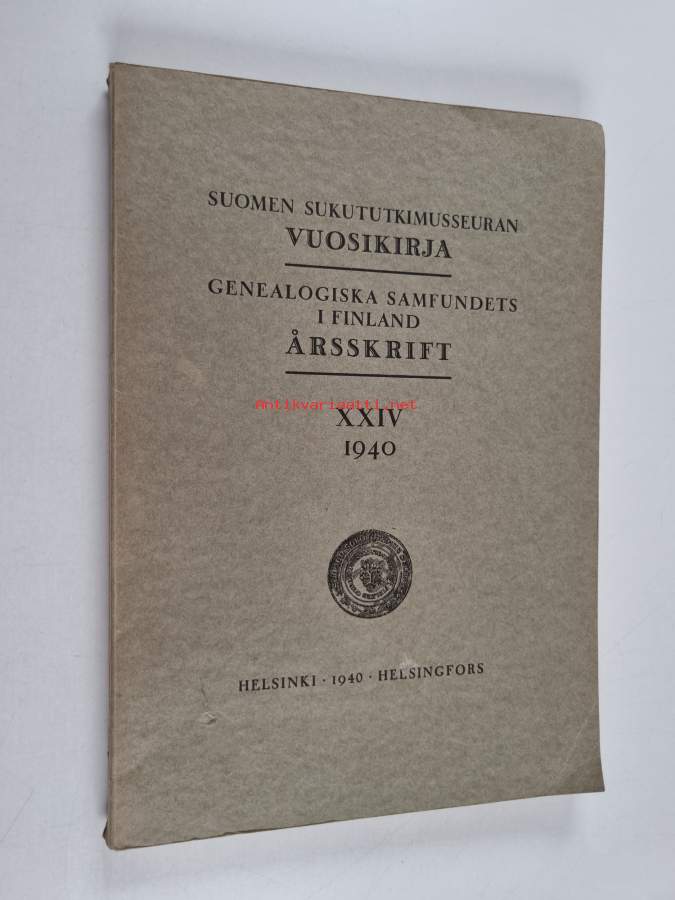 SUOMEN SUKUTUTKIMUSSEURAN
VUOSIKIRJA
GENEALOGISKA SAMFUNDETS
I FINLAND
ÅRSSKRIFT
Antikvariaatti.net
XXIV
1940
HELSINKI · 1940 · HELSINGFORS